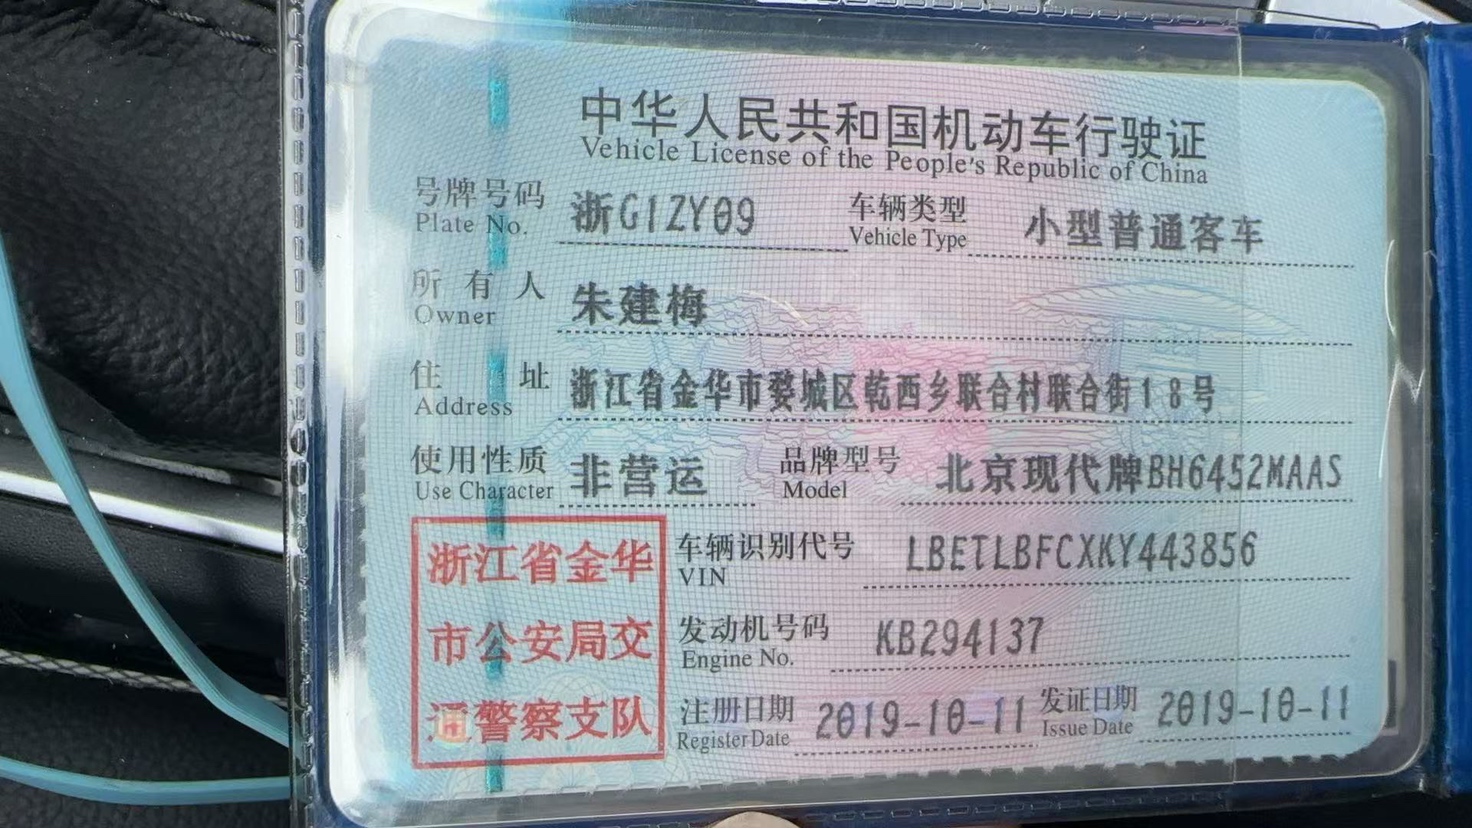 中华人民共和国机动车行驶证
Vehicle License of the People's Republic of China
号牌号码 浙G1ZY09 车辆类型 小型普通客车
Plate No. Vehicle Type
所有人 朱建梅
Owner
住址 浙江省金华市婺城区乾西乡联合村联合街18号
Address
使用性质 非营运 品牌型号 北京现代牌BH6452MAAS
Use Character Model
浙江省金华
市公安局交
通警察支队
车辆识别代号 LBETLBFCXKY443856
VIN
发动机号码 KB294137
Engine No.
注册日期 2019-10-11 发证日期 2019-10-11
Register Date Issue Date